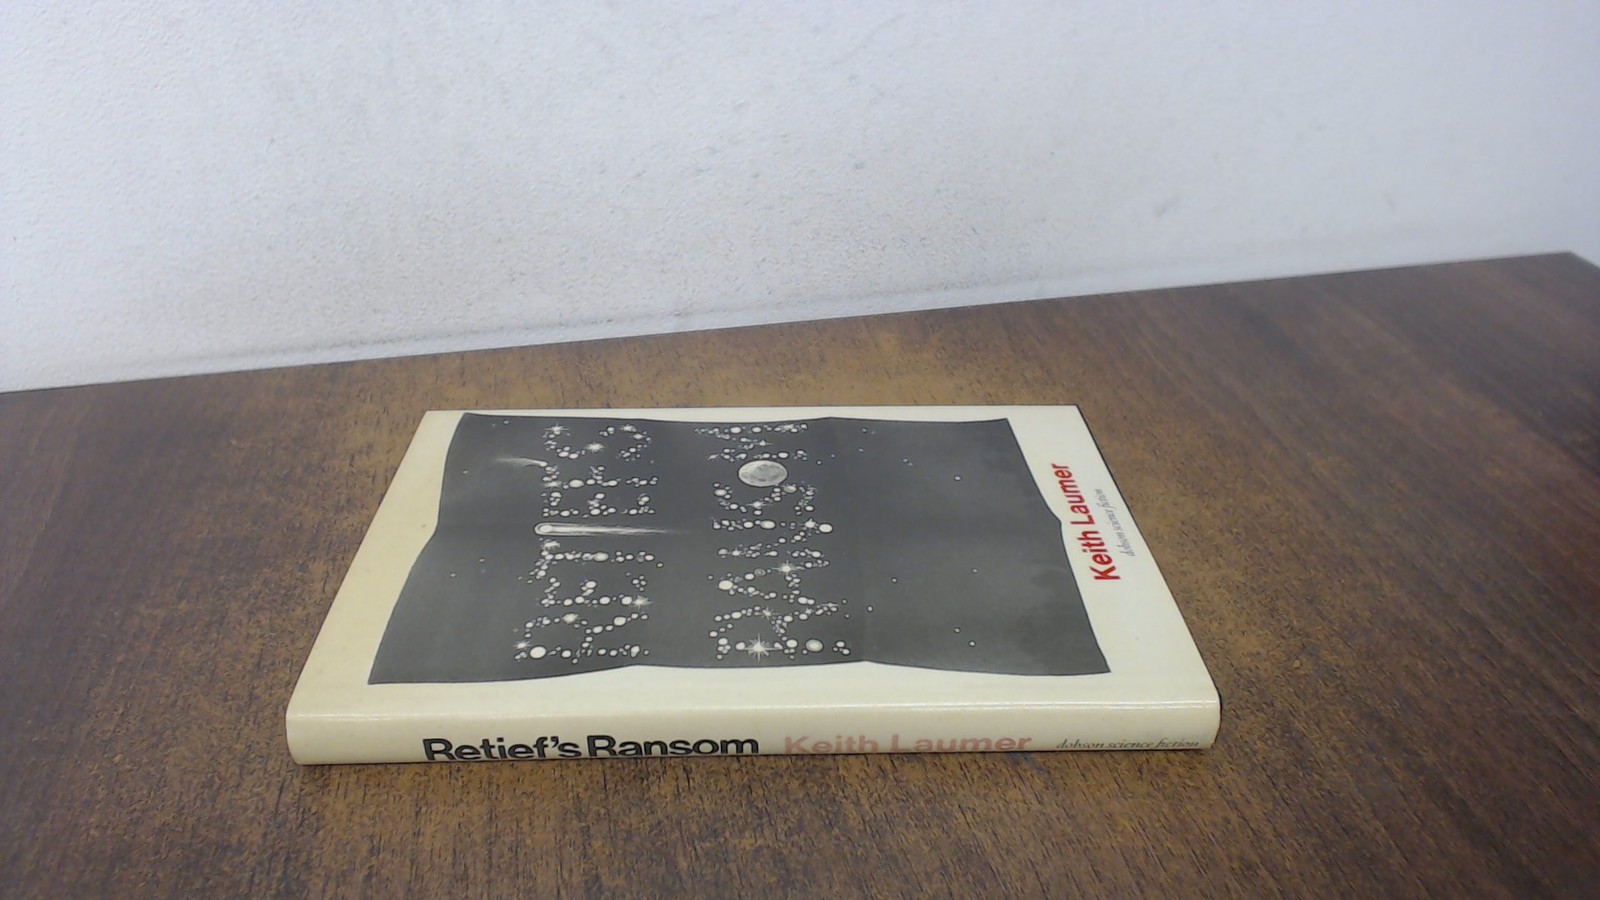 RETIEF'S
RANSOM
Keith Laumer
dobson science fiction
Retief's Ransom Keith Laumer dobson science fiction